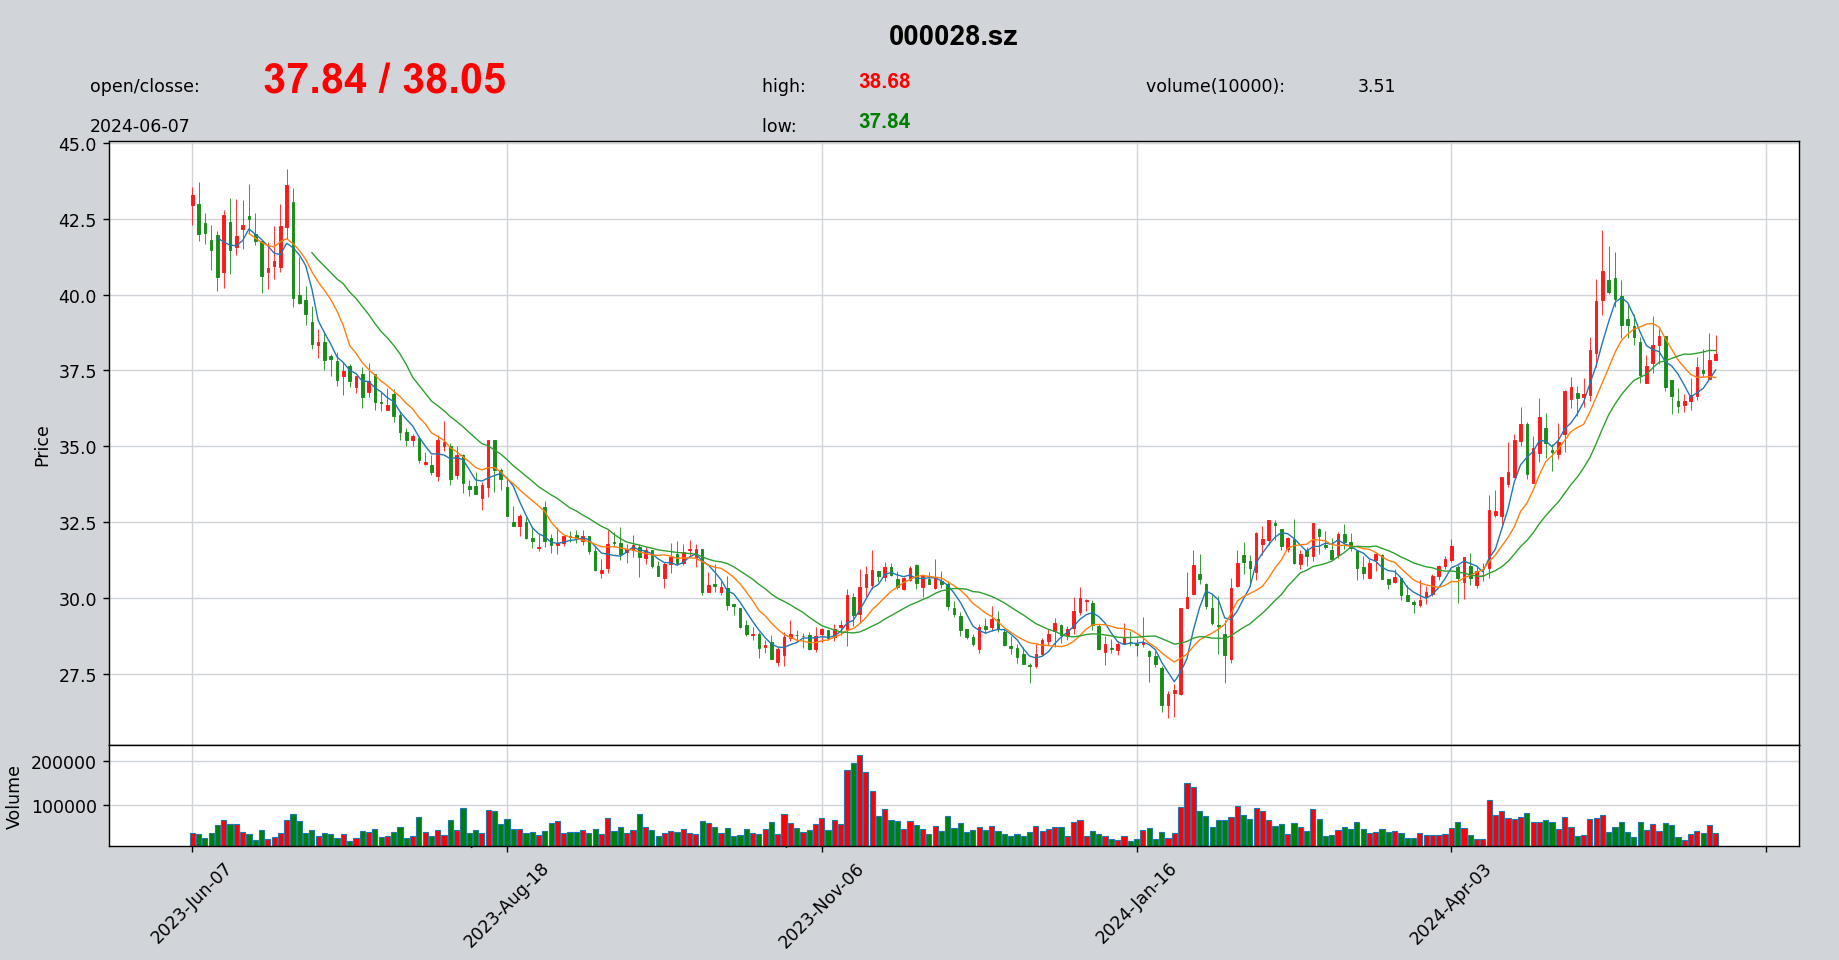 000028.sz
open/closse: 37.84 / 38.05 high: 38.68 volume(10000): 3.51
2024-06-07 low: 37.84
45.0
42.5
40.0
37.5
35.0
32.5
30.0
27.5
Price
200000
100000
Volume
2023-Jun-07 2023-Aug-18 2023-Nov-06 2024-Jan-16 2024-Apr-03